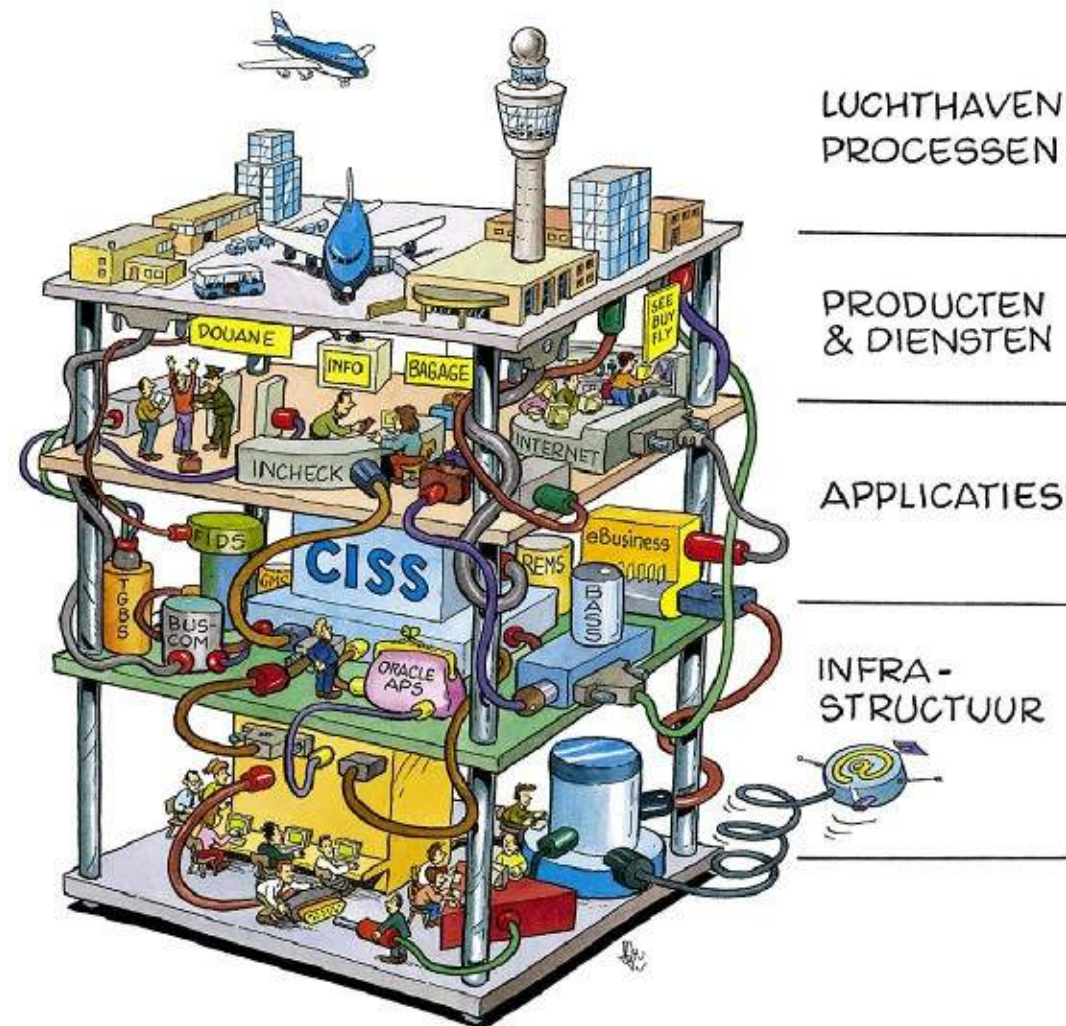 LUCHTHAVEN
PROCESSEN
PRODUCTEN
& DIENSTEN
APPLICATIES
INFRA-
STRUCTUUR
DOUANE
INFO
BAGAGE
SEE
BUY
FLY
INCHECK
INTERNET
FIDS
TGBS
BUS-
COM
GMS
CISS
REMS
eBusiness
BASS
ORACLE
APS
@